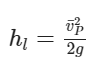 h_l = \frac{\bar{v}_P^2}{2g}